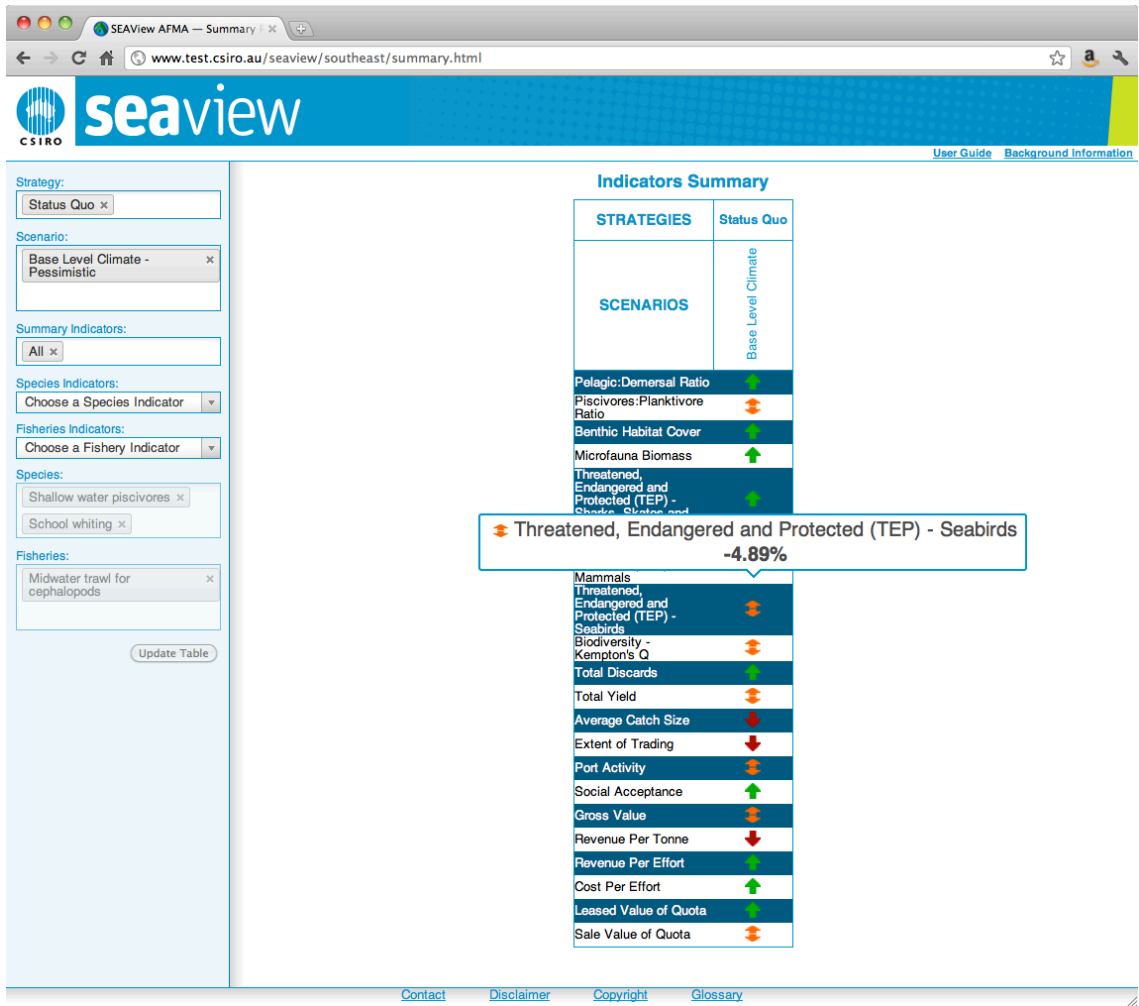 SEAView AFMA — Summary
www.test.csiro.au/seaview/southeast/summary.html
CSIRO
seaview
User Guide Background Information
Strategy:
Status Quo ×
Scenario:
Base Level Climate - ×
Pessimistic
Summary Indicators:
All ×
Species Indicators:
Choose a Species Indicator
Fisheries Indicators:
Choose a Fishery Indicator
Species:
Shallow water piscivores ×
School whiting ×
Fisheries:
Midwater trawl for ×
cephalopods
Update Table
Indicators Summary
STRATEGIES Status Quo
SCENARIOS Base Level Climate
Pelagic:Demersal Ratio
Piscivores:Planktivore
Ratio
Benthic Habitat Cover
Microfauna Biomass
Threatened,
Endangered and
Protected (TEP) -
Sharks, Skates and
Threatened, Endangered and Protected (TEP) - Seabirds
-4.89%
Mammals
Threatened,
Endangered and
Protected (TEP) -
Seabirds
Biodiversity -
Kempton's Q
Total Discards
Total Yield
Average Catch Size
Extent of Trading
Port Activity
Social Acceptance
Gross Value
Revenue Per Tonne
Revenue Per Effort
Cost Per Effort
Leased Value of Quota
Sale Value of Quota
Contact Disclaimer Copyright Glossary